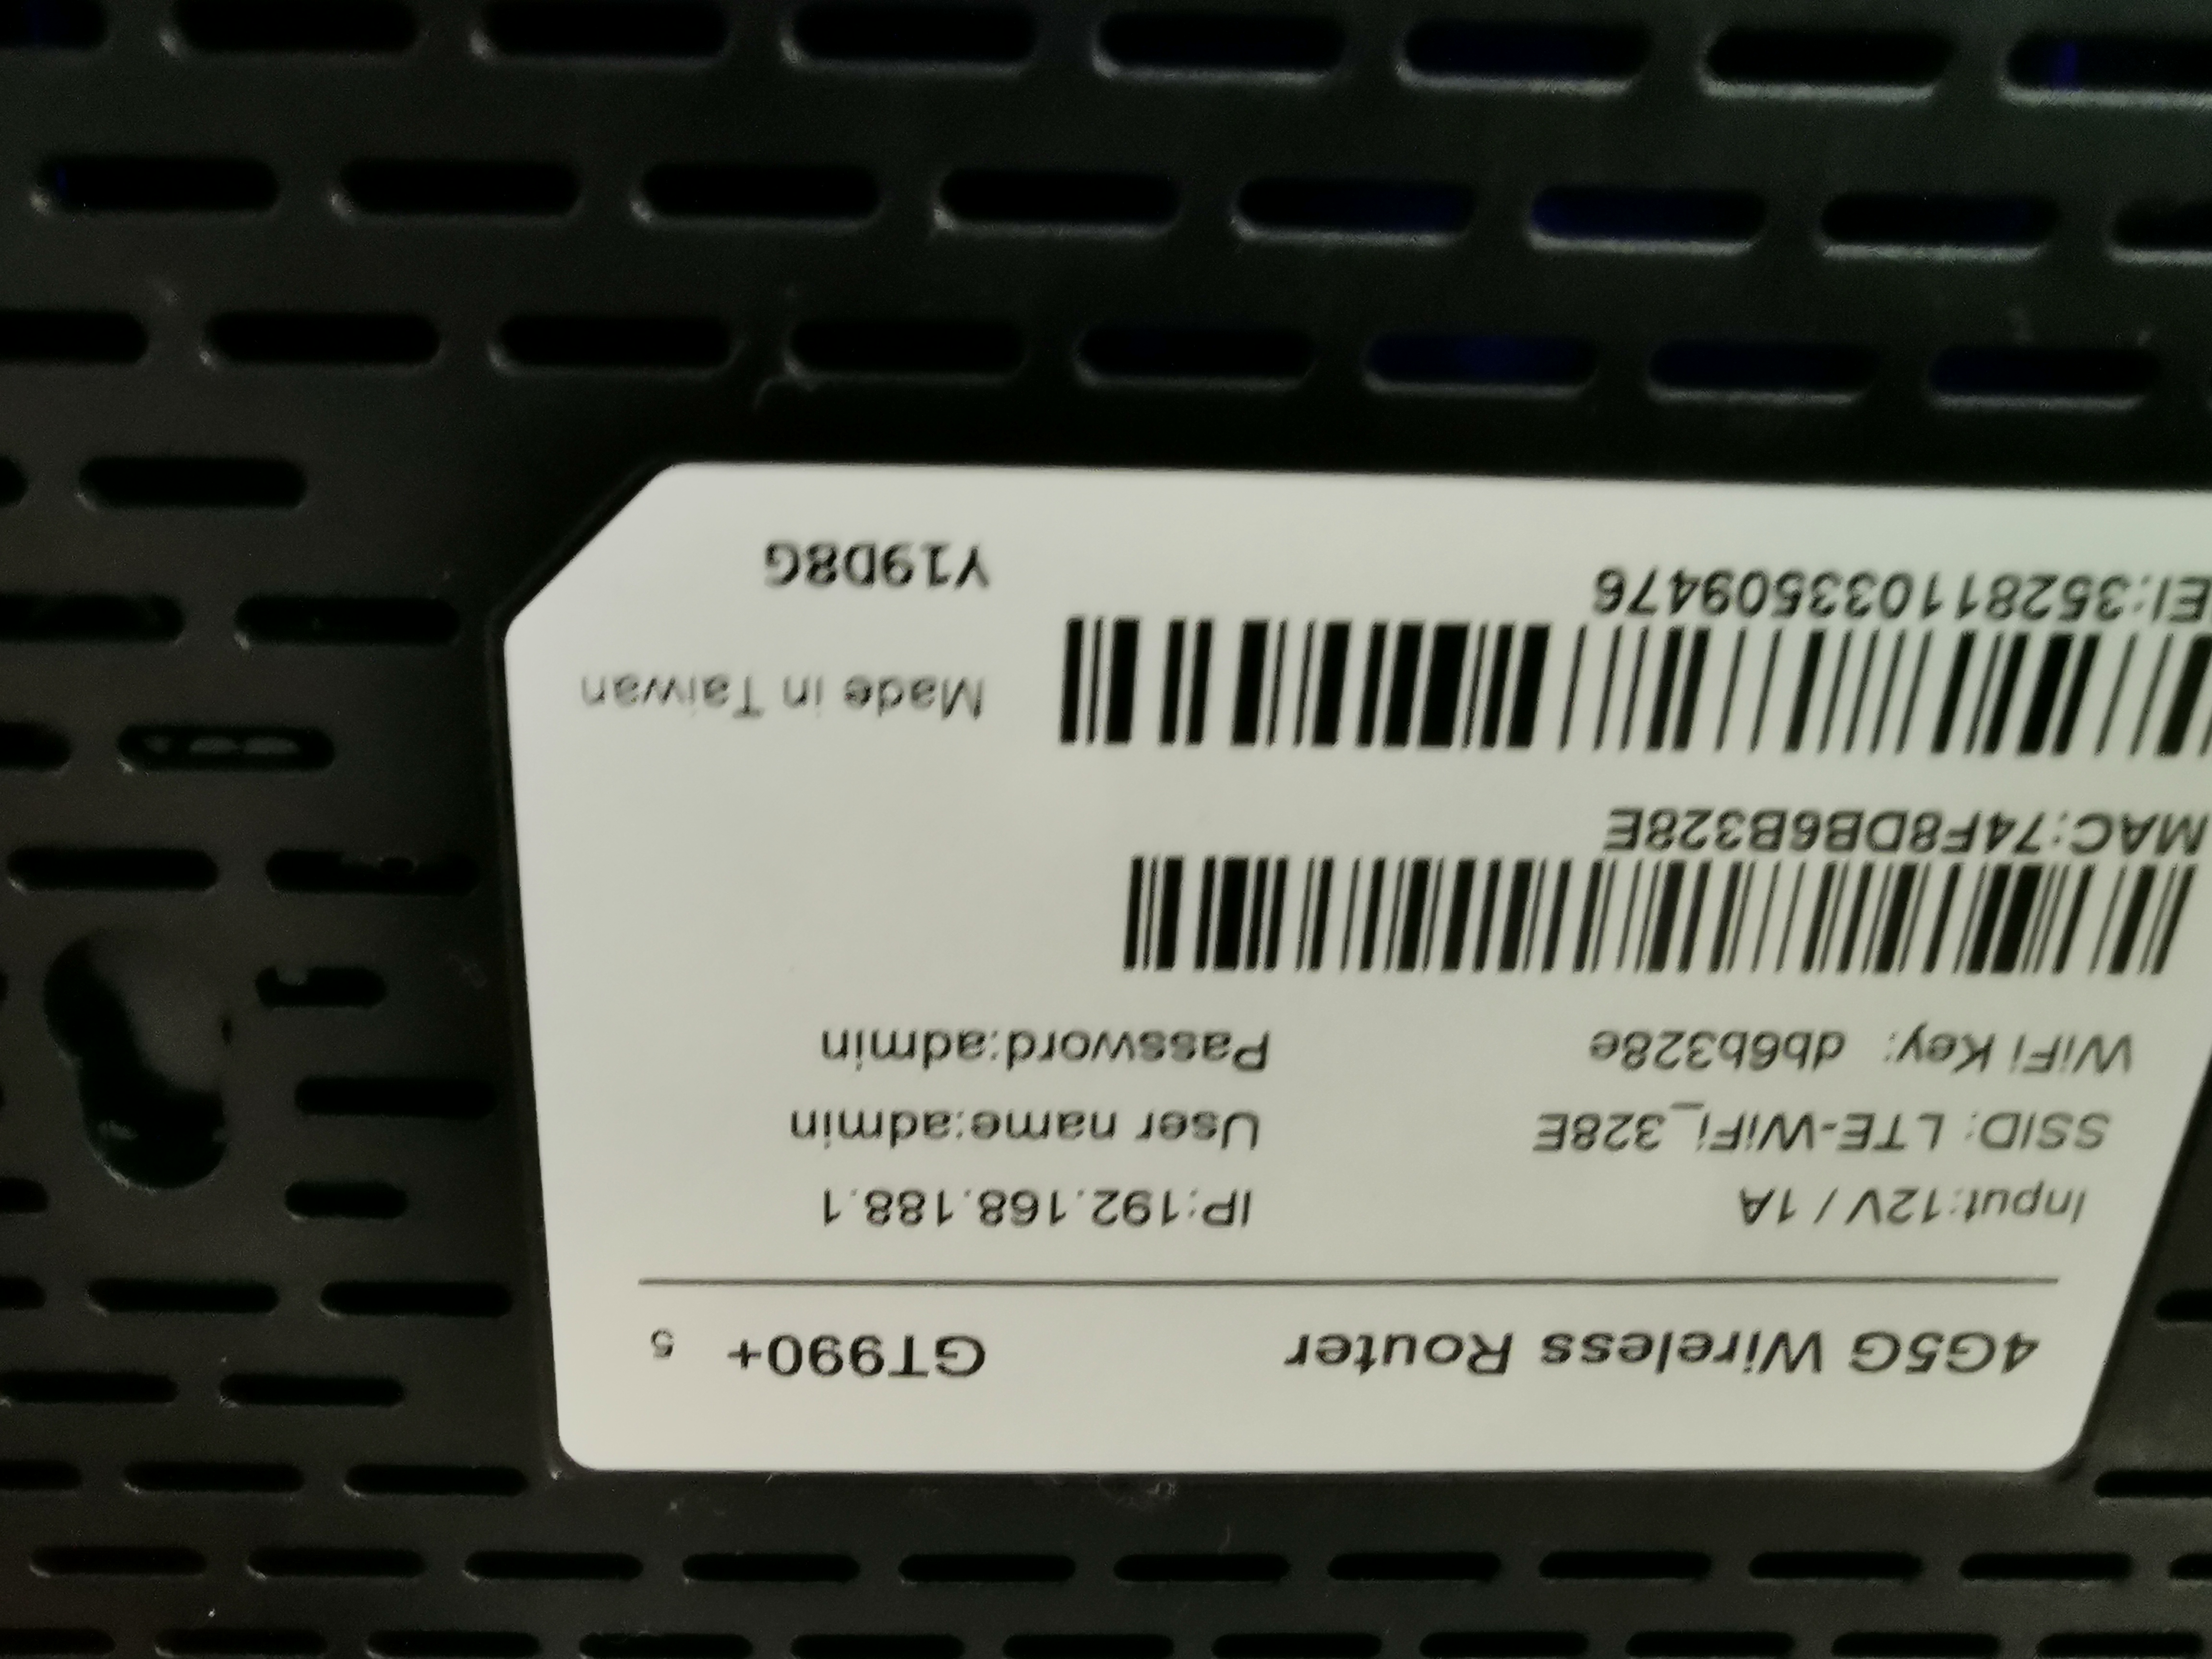 4G5G Wireless Router GT990+ 5
Input:12V / 1A IP:192.168.188.1
SSID: LTE-WiFi_328E User name:admin
WiFi Key: db6b328e Password:admin
MAC:74F8DB6B328E
Made in Taiwan
EI:352811033509476 Y19D8G